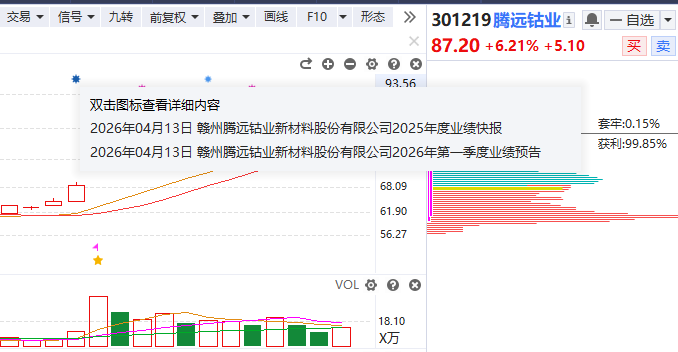 交易 信号 九转 前复权 叠加 画线 F10 形态
301219 腾远钴业 自选
87.20 +6.21% +5.10 买 卖
93.56
双击图标查看详细内容
2026年04月13日 赣州腾远钴业新材料股份有限公司2025年度业绩快报
2026年04月13日 赣州腾远钴业新材料股份有限公司2026年第一季度业绩预告
套牢:0.15%
获利:99.85%
68.09
61.90
56.27
VOL
18.10
X万